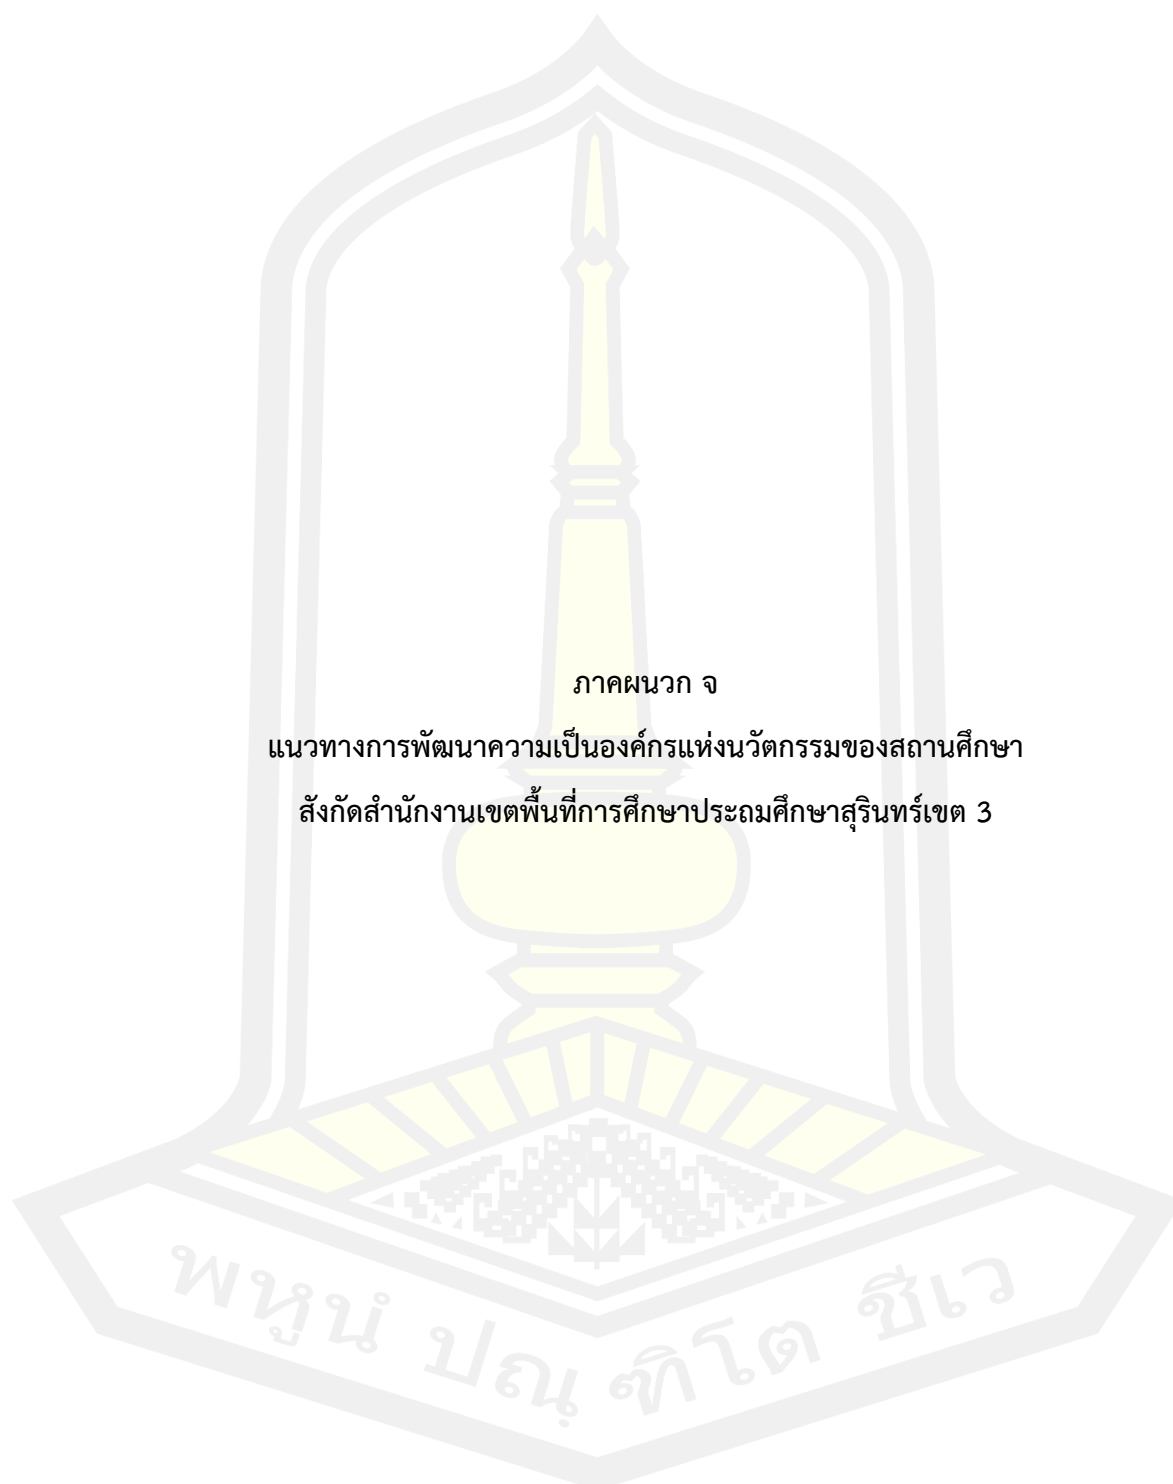 ภาคผนวก จ
แนวทางการพัฒนาความเป็นองค์กรแห่งนวัตกรรมของสถานศึกษา
สังกัดสำนักงานเขตพื้นที่การศึกษาประถมศึกษาสุรินทร์เขต 3
พหูนํ ปณฺฑิโต ชีเว